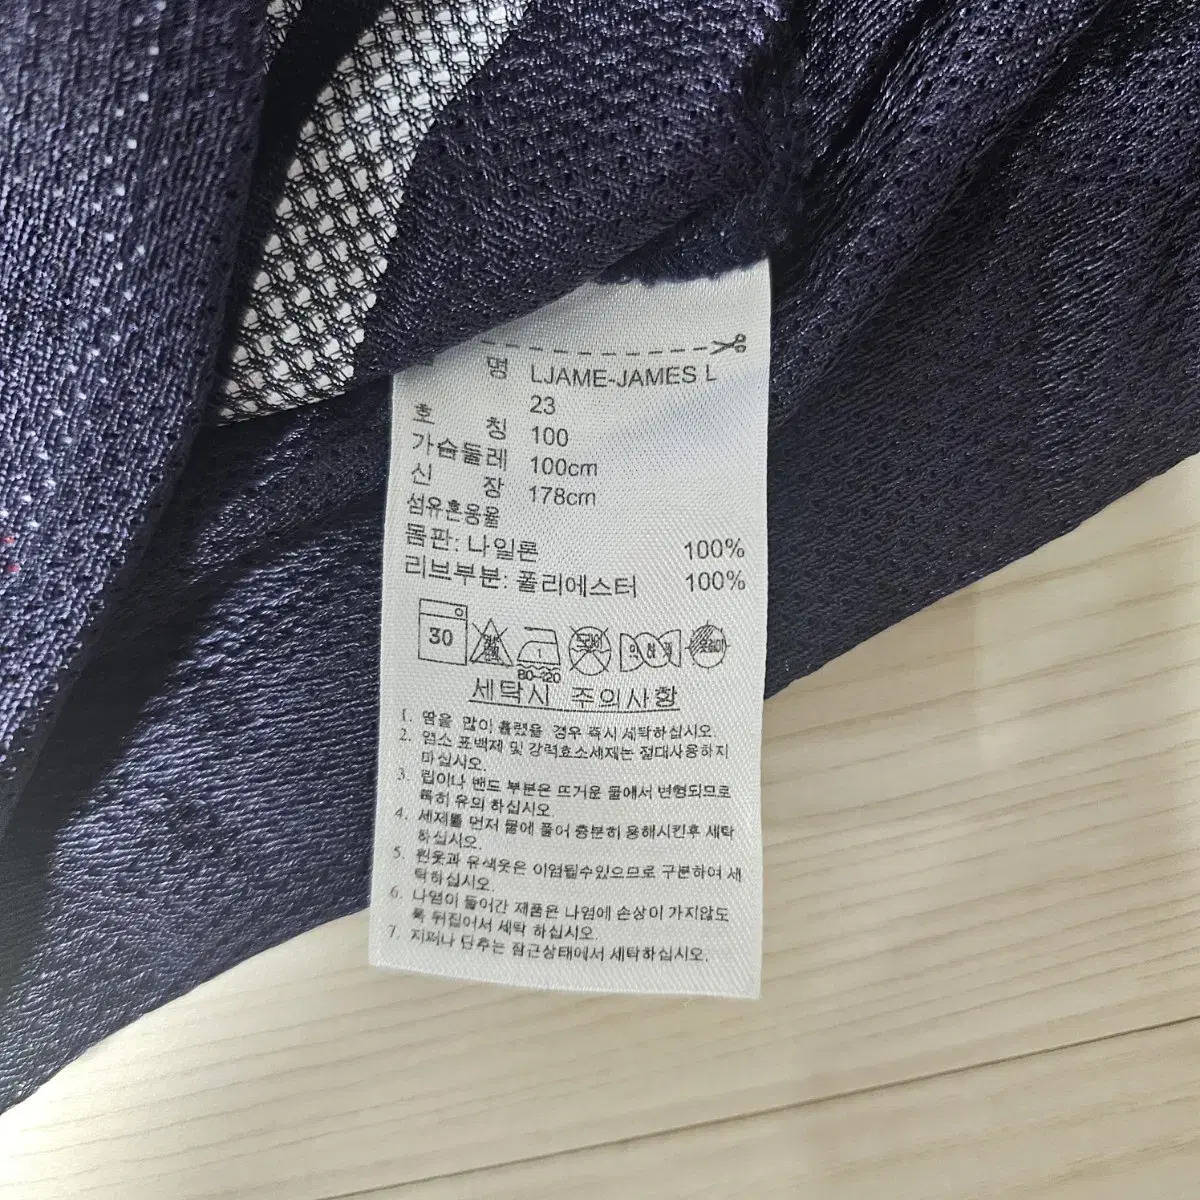 명 LJAME-JAMES L
23
호 칭 100
가슴둘레 100cm
신 장 178cm
섬유혼용율
몸판: 나일론 100%
리브부분: 폴리에스터 100%
30
80-120
세탁시 주의사항
1. 땀을 많이 흘렸을 경우 즉시 세탁하십시오.
2. 염소 표백제 및 강력효소세제는 절대사용하지
마십시오.
3. 립이나 밴드 부분은 뜨거운 물에서 변형되므로
특히 유의 하십시오
4. 세제를 먼저 물에 풀어 충분히 용해시킨후 세탁
하십시오.
5. 흰옷과 유색옷은 이염될수있으므로 구분하여 세
탁하십시오.
6. 나염이 들어간 제품은 나염에 손상이 가지않도
록 뒤집어서 세탁 하십시오.
7. 지퍼나 단추는 잠근상태에서 세탁하십시오.